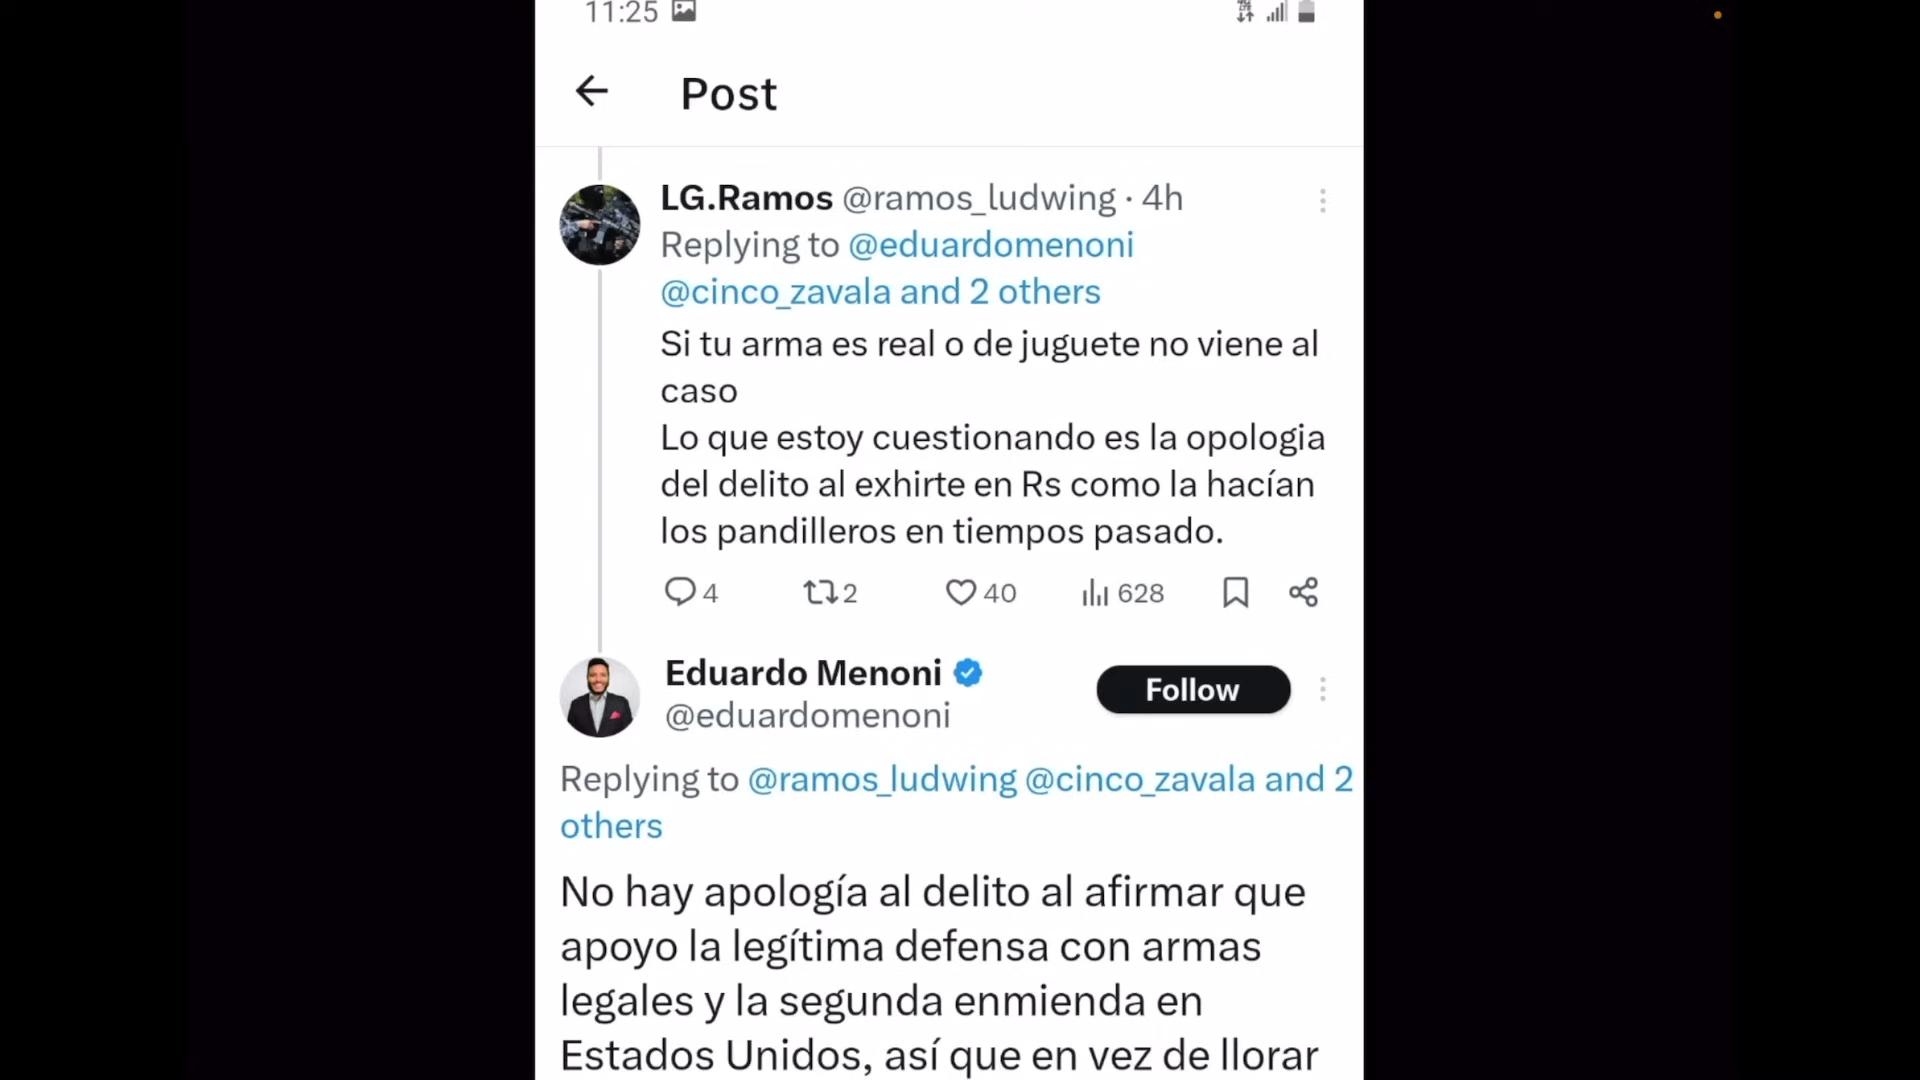 11:25
Post
LG.Ramos @ramos_ludwing · 4h
Replying to @eduardomenoni
@cinco_zavala and 2 others
Si tu arma es real o de juguete no viene al
caso
Lo que estoy cuestionando es la opologia
del delito al exhirte en Rs como la hacían
los pandilleros en tiempos pasado.
4 2 40 628
Eduardo Menoni
Follow
@eduardomenoni
Replying to @ramos_ludwing @cinco_zavala and 2
others
No hay apología al delito al afirmar que
apoyo la legítima defensa con armas
legales y la segunda enmienda en
Estados Unidos, así que en vez de llorar